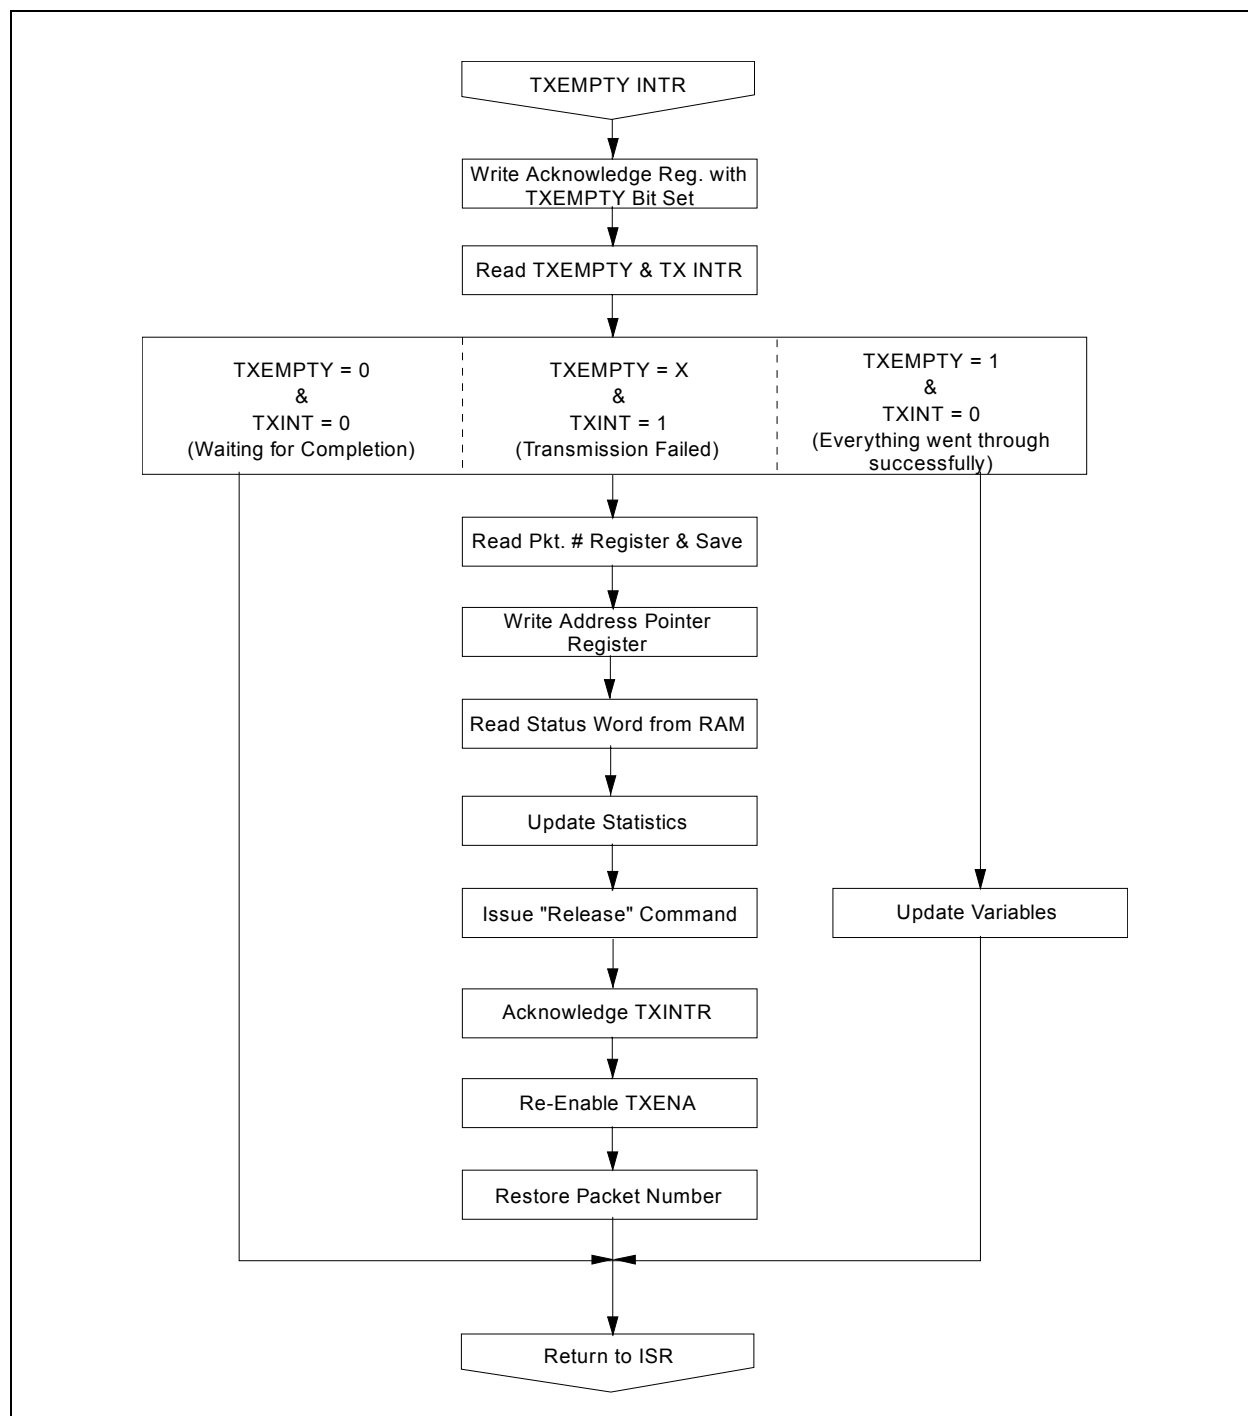 TXEMPTY INTR
Write Acknowledge Reg. with
TXEMPTY Bit Set
Read TXEMPTY & TX INTR
TXEMPTY = 0
&
TXINT = 0
(Waiting for Completion)
TXEMPTY = X
&
TXINT = 1
(Transmission Failed)
TXEMPTY = 1
&
TXINT = 0
(Everything went through
successfully)
Read Pkt. # Register & Save
Write Address Pointer
Register
Read Status Word from RAM
Update Statistics
Issue "Release" Command
Update Variables
Acknowledge TXINTR
Re-Enable TXENA
Restore Packet Number
Return to ISR